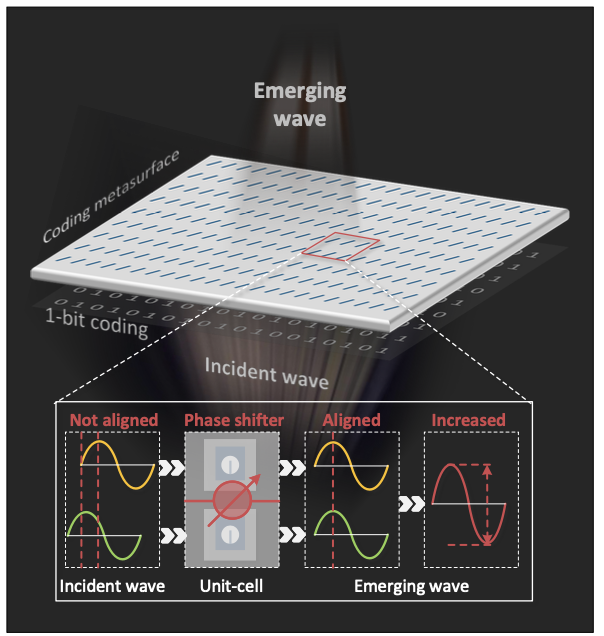 Emerging
wave
Coding metasurface
1-bit coding
Incident wave
Not aligned
Phase shifter
Aligned
Increased
Incident wave
Unit-cell
Emerging wave